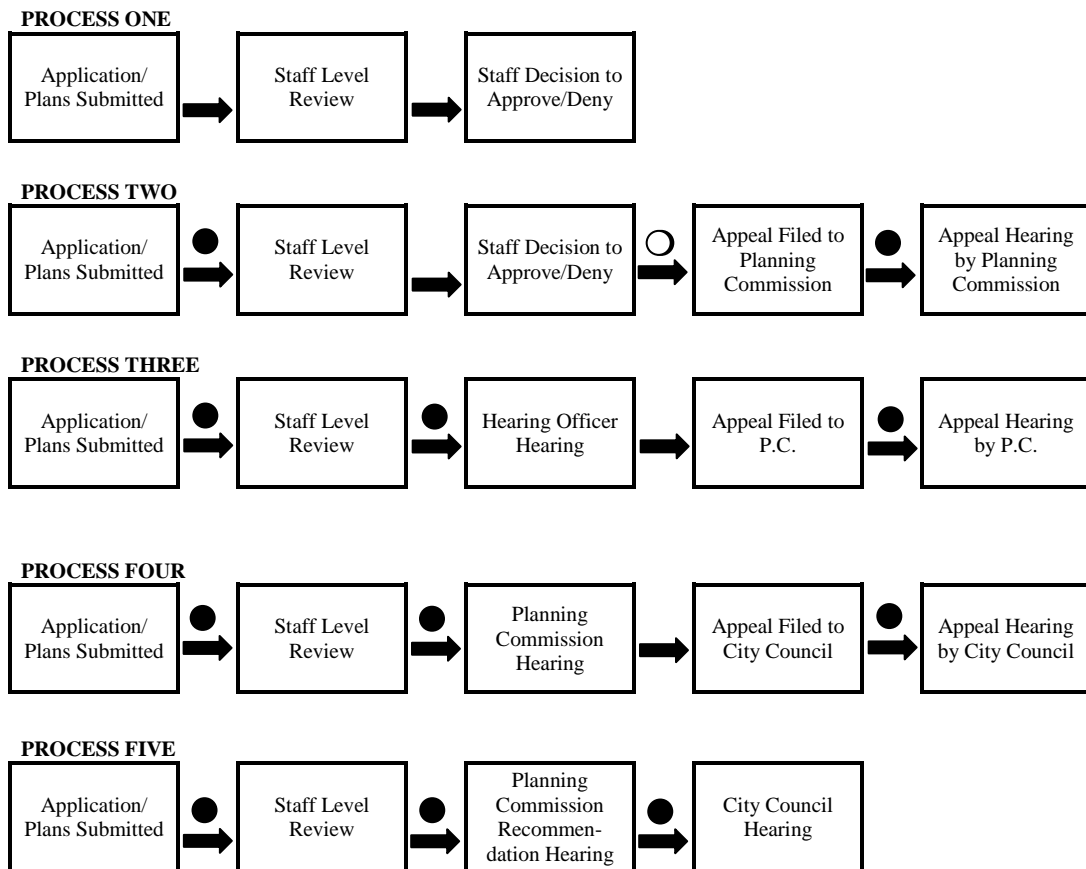 PROCESS ONE
Application/
Plans Submitted
Staff Level
Review
Staff Decision to
Approve/Deny
PROCESS TWO
Application/
Plans Submitted
Staff Level
Review
Staff Decision to
Approve/Deny
Appeal Filed to
Planning
Commission
Appeal Hearing
by Planning
Commission
PROCESS THREE
Application/
Plans Submitted
Staff Level
Review
Hearing Officer
Hearing
Appeal Filed to
P.C.
Appeal Hearing
by P.C.
PROCESS FOUR
Application/
Plans Submitted
Staff Level
Review
Planning
Commission
Hearing
Appeal Filed to
City Council
Appeal Hearing
by City Council
PROCESS FIVE
Application/
Plans Submitted
Staff Level
Review
Planning
Commission
Recommen-
dation Hearing
City Council
Hearing